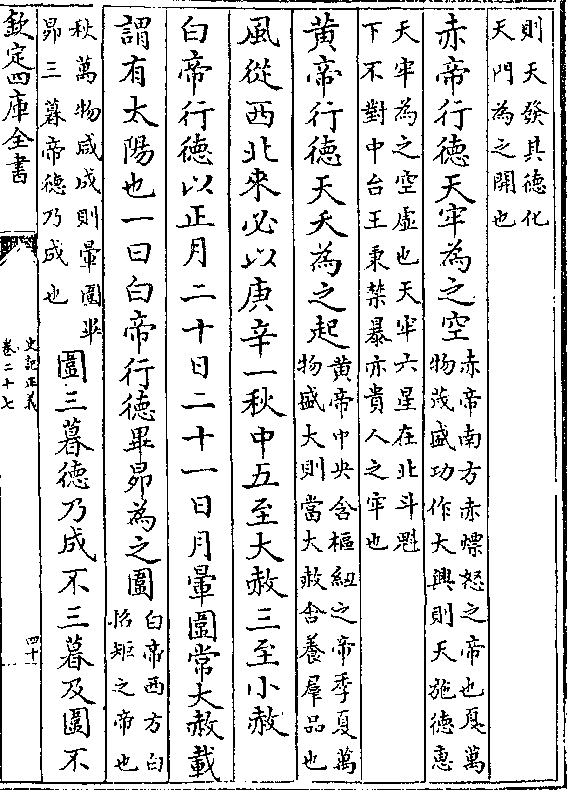 則天發其德化
天門為之開也
赤帝行德天牢為之空
赤帝南方赤熛怒之帝也夏萬
物茂盛功作大興則天施德惠
天牢為之空虛也天牢六星在北斗魁
下不對中台王秉禁暴亦貴人之牢也
黃帝行德天夭為之起
黃帝中央含樞紐之帝季夏萬
物盛大則當大赦含養羣品也
風從西北來必以庚辛一秋中五至大赦三至小赦
白帝行德以正月二十日二十一日月暈圍常大赦載
謂有太陽也一曰白帝行德畢昴為之圍
白帝西方白
招矩之帝也
秋萬物咸成則暈圍畢
昴三暮帝德乃成也
圍三暮德乃成不三暮及圍不
欽定四庫全書
史記正義
卷二十七
四十